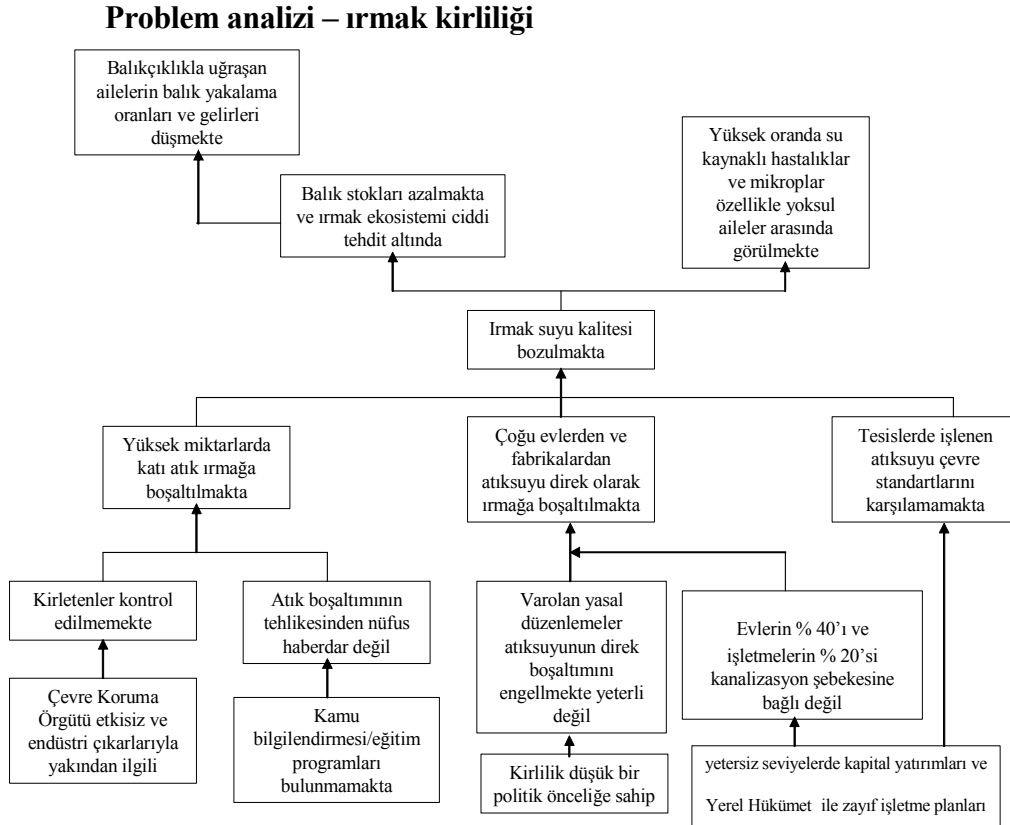 Problem analizi – ırmak kirliliği
Balıkçıklıkla uğraşan
ailelerin balık yakalama
oranları ve gelirleri
düşmekte
Yüksek oranda su
kaynaklı hastalıklar
ve mikroplar
özellikle yoksul
aileler arasında
görülmekte
Balık stokları azalmakta
ve ırmak ekosistemi ciddi
tehdit altında
Irmak suyu kalitesi
bozulmakta
Yüksek miktarlarda
katı atık ırmağa
boşaltılmakta
Çoğu evlerden ve
fabrikalardan
atıksuyu direk olarak
ırmağa boşaltılmakta
Tesislerde işlenen
atıksuyu çevre
standartlarını
karşılamamakta
Kirletenler kontrol
edilmemekte
Atık boşaltımının
tehlikesinden nüfus
haberdar değil
Varolan yasal
düzenlemeler
atıksuyunun direk
boşaltımını
engellmekte yeterli
değil
Evlerin % 40’ı ve
işletmelerin % 20’si
kanalizasyon şebekesine
bağlı değil
Çevre Koruma
Örgütü etkisiz ve
endüstri çıkarlarıyla
yakından ilgili
Kamu
bilgilendirmesi/eğitim
programları
bulunmamakta
Kirlilik düşük bir
politik önceliğe sahip
yetersiz seviyelerde kapital yatırımları ve
Yerel Hükümet ile zayıf işletme planları